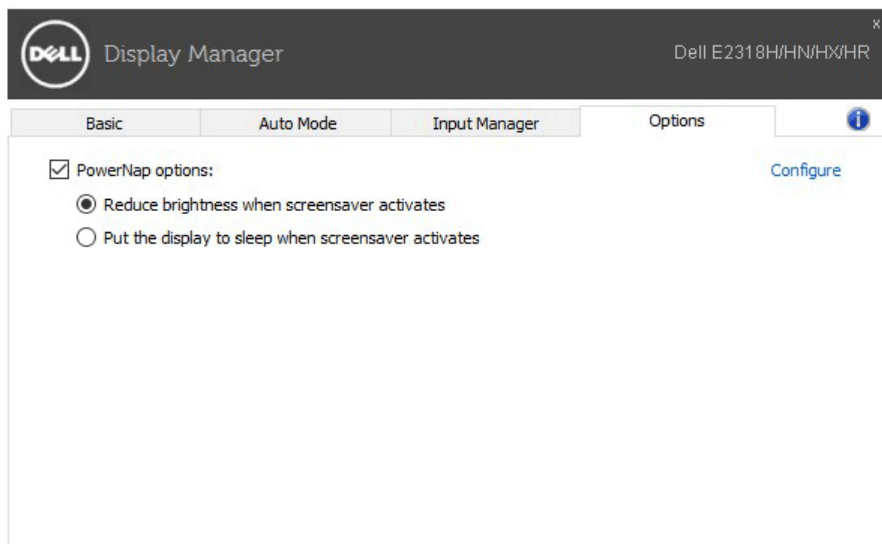 x
DELL Display Manager Dell E2318H/HN/HX/HR
Basic Auto Mode Input Manager Options i
PowerNap options: Configure
Reduce brightness when screensaver activates
Put the display to sleep when screensaver activates